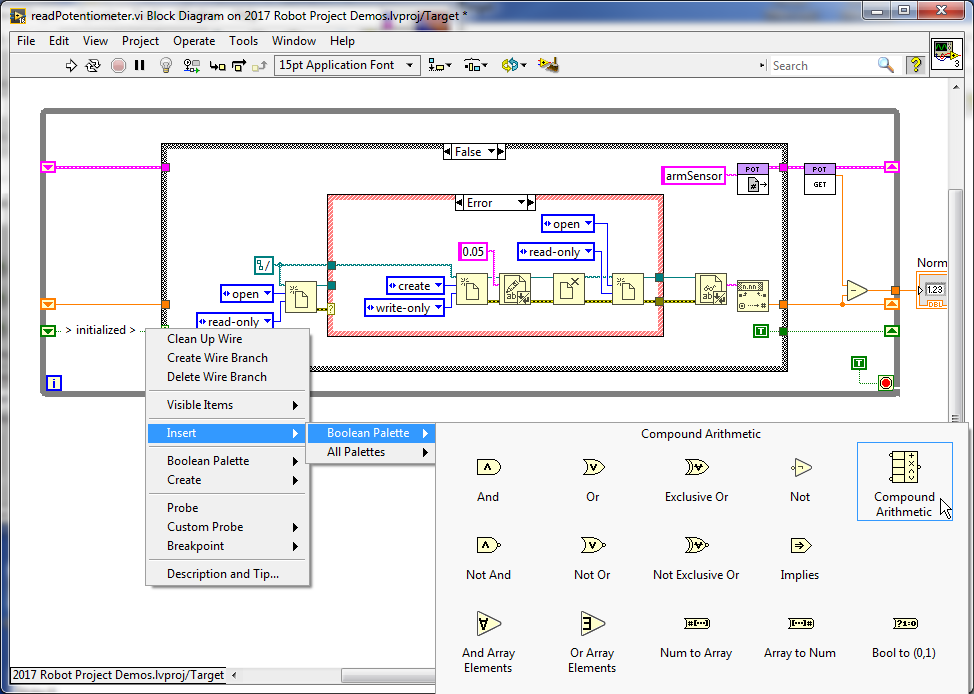 readPotentiometer.vi Block Diagram on 2017 Robot Project Demos.lvproj/Target *
File Edit View Project Operate Tools Window Help
15pt Application Font
Search
?
3
False
armSensor
POT
#
POT
GET
Error
open
0.05
read-only
Norm
1.23
DBL
create
open
write-only
read-only
?
n.nn
> initialized >
T
T
i
Clean Up Wire
Create Wire Branch
Delete Wire Branch
Visible Items
Insert
Boolean Palette
Create
Probe
Custom Probe
Breakpoint
Description and Tip...
Boolean Palette
All Palettes
Compound Arithmetic
And
Or
Exclusive Or
Not
Compound
Arithmetic
Not And
Not Or
Not Exclusive Or
Implies
And Array
Elements
Or Array
Elements
Num to Array
Array to Num
?1:0
Bool to (0,1)
2017 Robot Project Demos.lvproj/Target